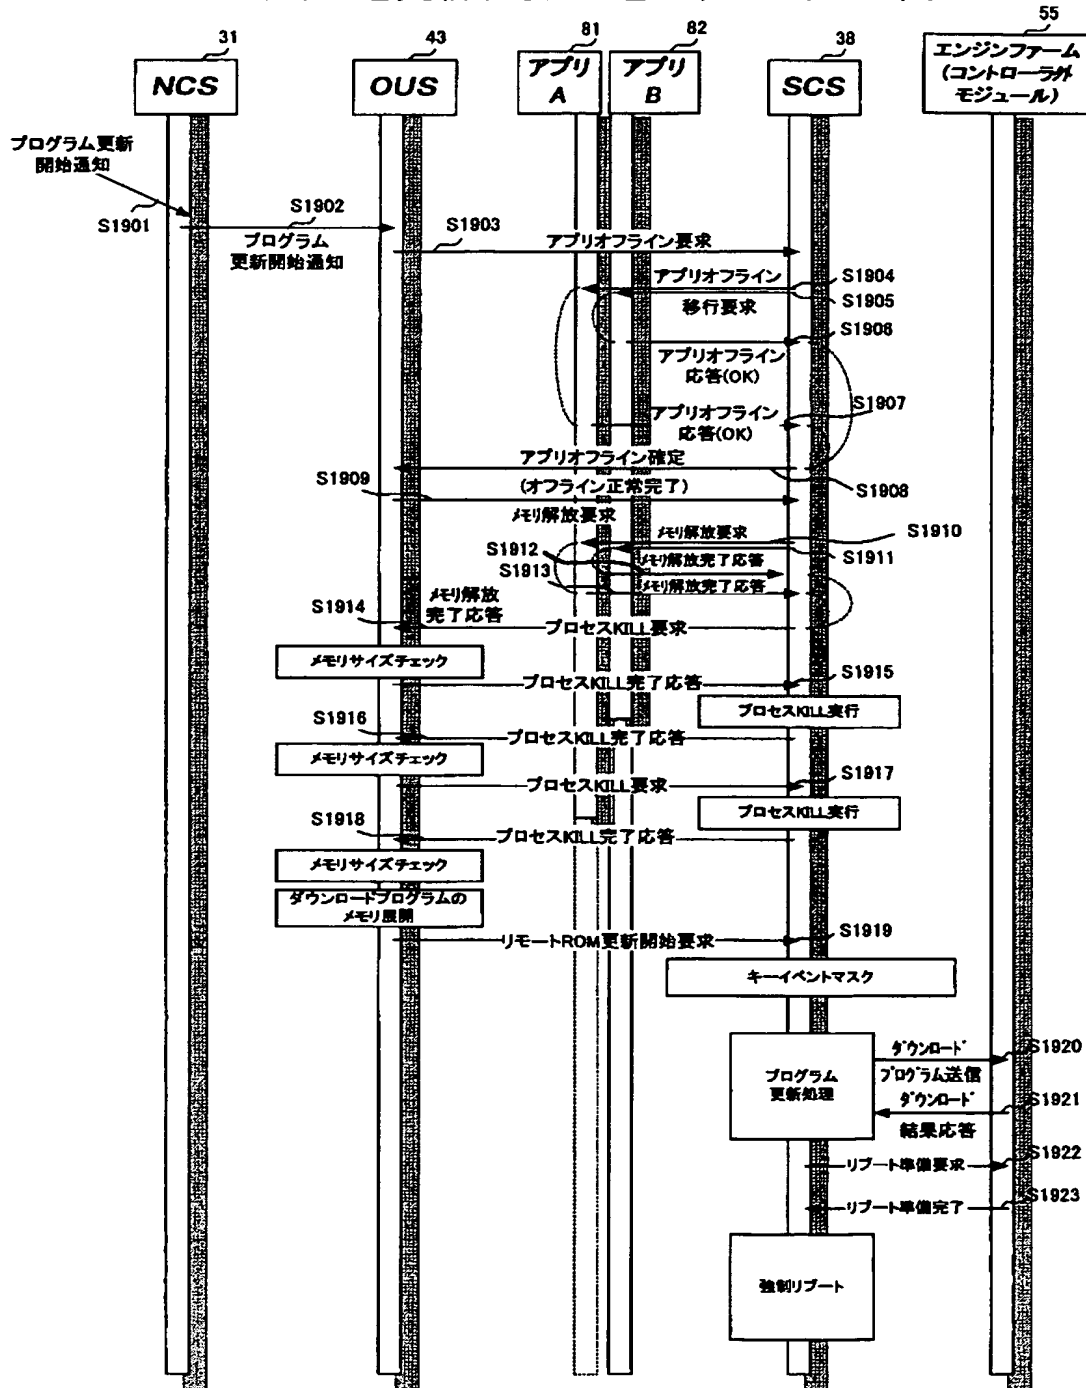 31
43
81
82
38
55
NCS
OUS
アプリ
A
アプリ
B
SCS
エンジンファーム
(コントローラ外
モジュール)
プログラム更新
開始通知
S1901
S1902
プログラム
更新開始通知
S1903
アプリオフライン要求
アプリオフライン
移行要求
S1904
S1905
S1906
アプリオフライン
応答(OK)
S1907
アプリオフライン
応答(OK)
アプリオフライン確定
(オフライン正常完了)
S1908
S1909
メモリ解放要求
メモリ解放要求
S1910
S1911
S1912
メモリ解放完了応答
S1913
メモリ解放完了応答
S1914
メモリ解放
完了応答
プロセスKILL要求
メモリサイズチェック
プロセスKILL完了応答
S1915
プロセスKILL実行
S1916
プロセスKILL完了応答
メモリサイズチェック
プロセスKILL要求
S1917
プロセスKILL実行
S1918
プロセスKILL完了応答
メモリサイズチェック
ダウンロードプログラムの
メモリ展開
リモートROM更新開始要求
S1919
キーイベントマスク
プログラム
更新処理
ダウンロード
プログラム送信
S1920
ダウンロード
結果応答
S1921
リブート準備要求
S1922
リブート準備完了
S1923
強制リブート